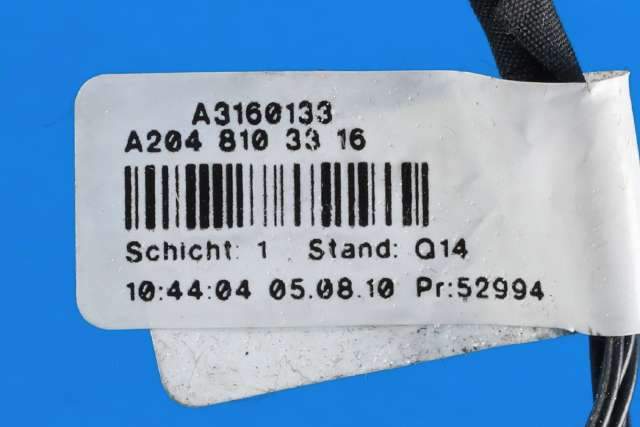 A3160133
A204 810 33 16
Schicht: 1 Stand: Q14
10:44:04 05.08.10 Pr:52994